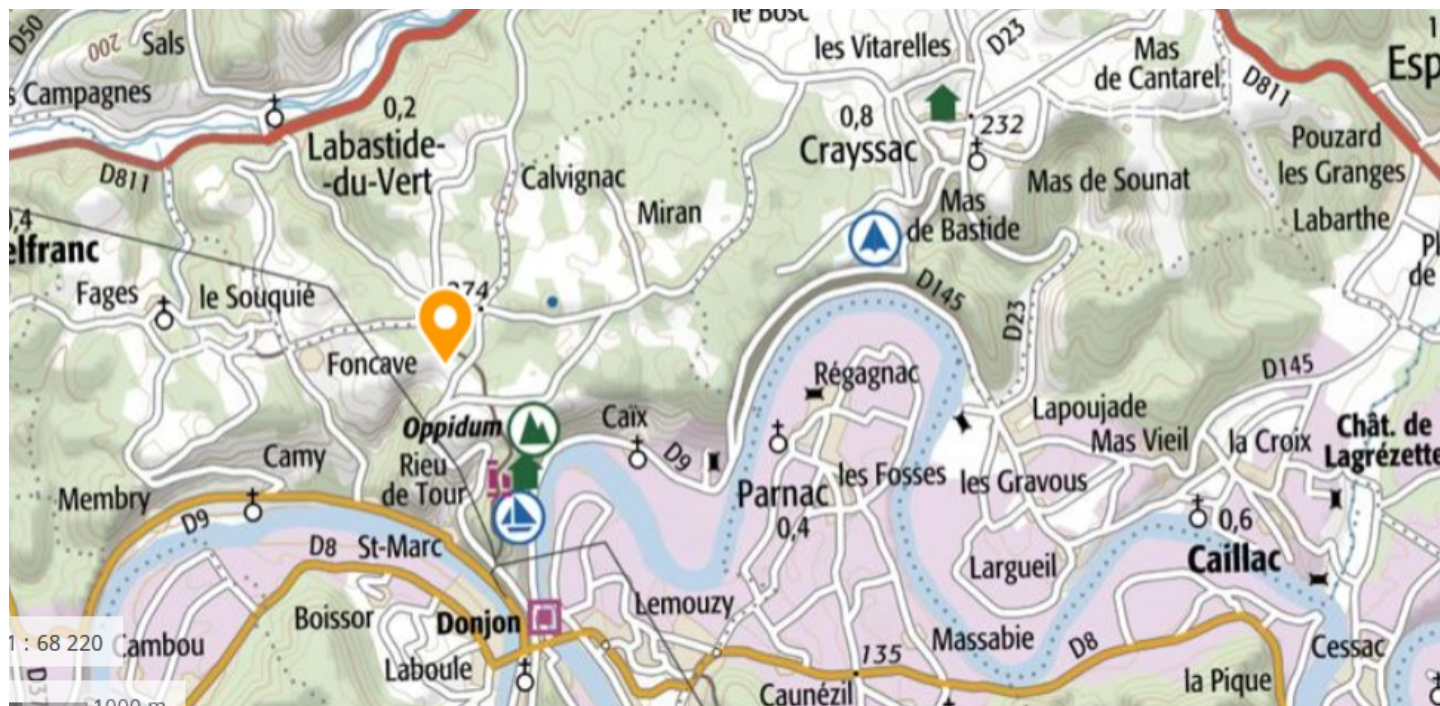 D50
200
Sals
le Bosc
les Vitarelles
D23
Mas
de Cantarel
D811
Esp
Campagnes
0,2
Labastide-
-du-Vert
D811
0,8
Crayssac
232
Pouzard
les Granges
Calvignac
Mas de Sounat
Miran
Mas
de Bastide
Labarthe
elfranc
Fages
le Souquié
274
D145
D23
Foncave
Régagnac
D145
Oppidum
Caïx
D9
Lapoujade
Mas Vieil
la Croix
Chât. de
Lagrézette
Camy
Rieu
de Tour
les Fosses
les Gravous
Membry
D9
Parnac
0,4
0,6
Caillac
D8
St-Marc
Largueil
Boissor
Donjon
Lemouzy
Massabie
D8
Cessac
1 : 68 220
Laboule
135
la Pique
Caunézil
1000 m